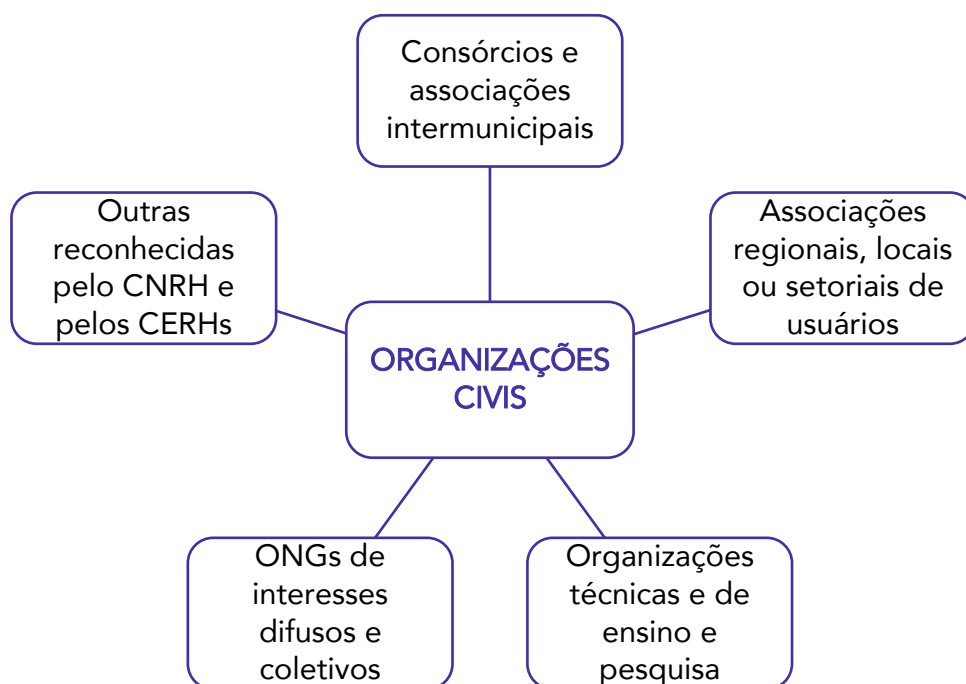 Consórcios e
associações
intermunicipais
Outras
reconhecidas
pelo CNRH e
pelos CERHs
Associações
regionais, locais
ou setoriais de
usuários
ORGANIZAÇÕES
CIVIS
ONGs de
interesses
difusos e
coletivos
Organizações
técnicas e de
ensino e
pesquisa